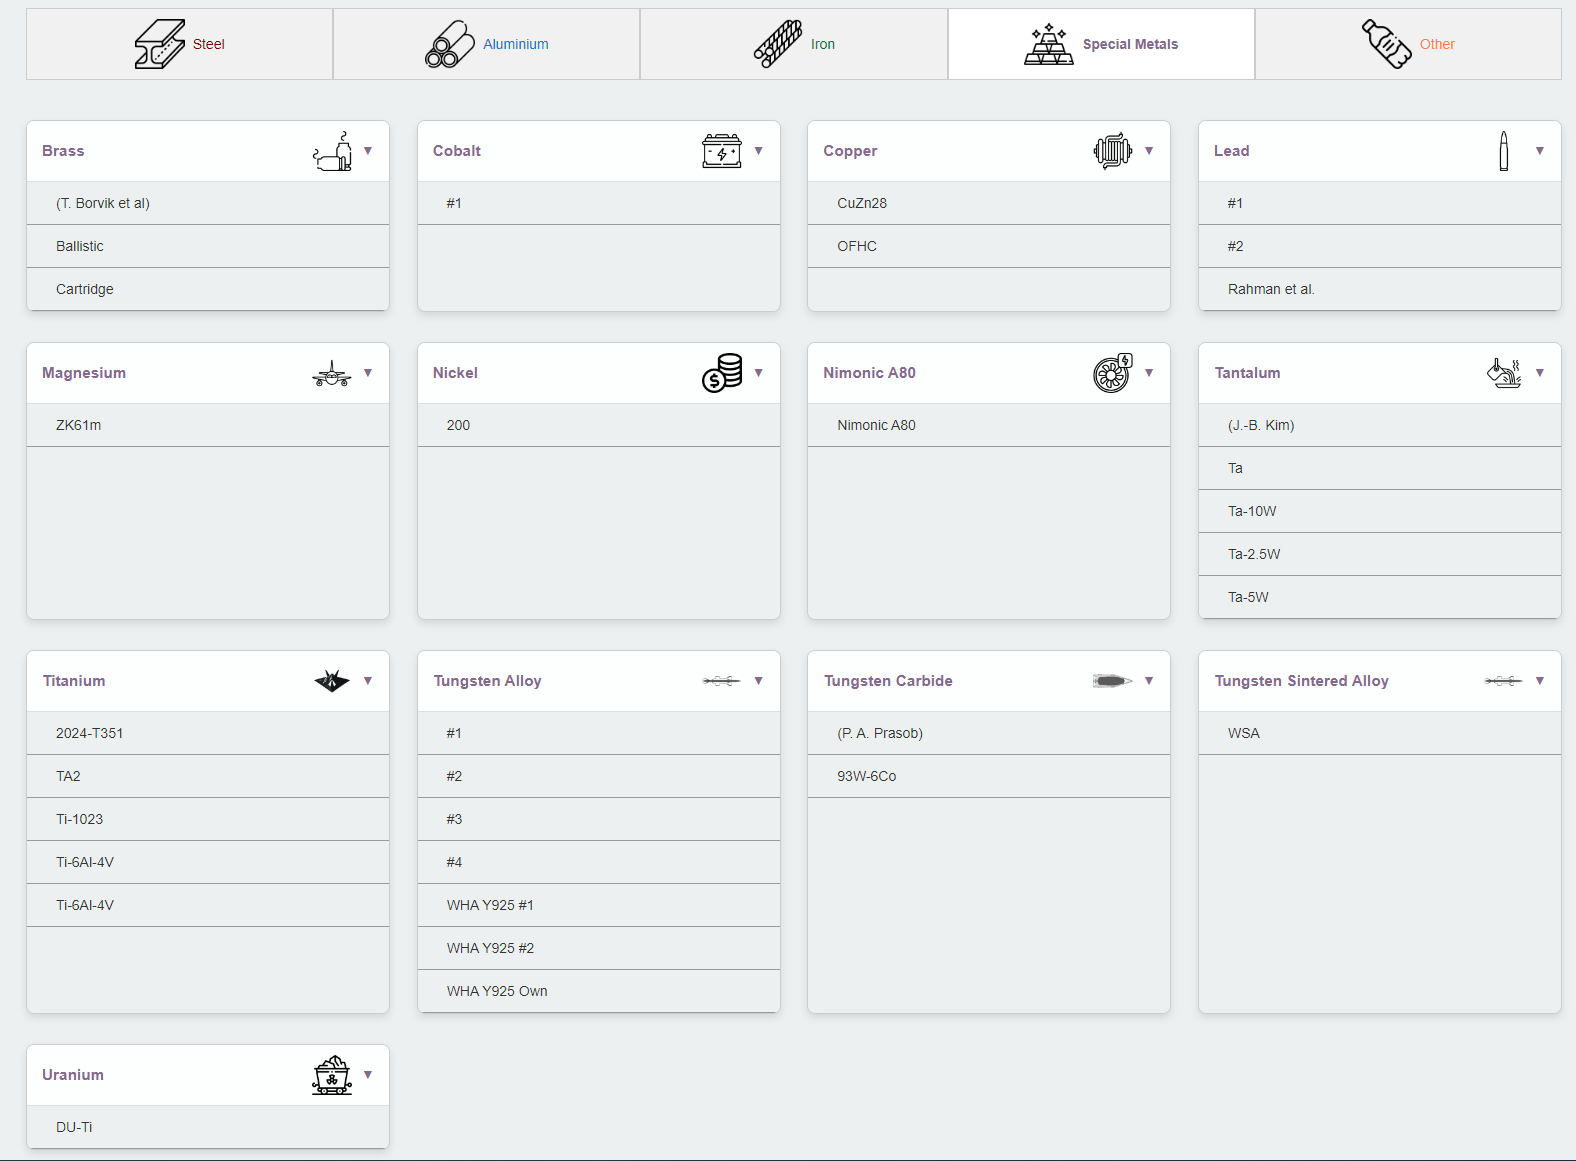 Steel
Aluminium
Iron
Special Metals
Other
Brass
(T. Borvik et al)
Ballistic
Cartridge
Cobalt
#1
Copper
CuZn28
OFHC
Lead
#1
#2
Rahman et al.
Magnesium
ZK61m
Nickel
200
Nimonic A80
Nimonic A80
Tantalum
(J.-B. Kim)
Ta
Ta-10W
Ta-2.5W
Ta-5W
Titanium
2024-T351
TA2
Ti-1023
Ti-6Al-4V
Ti-6Al-4V
Tungsten Alloy
#1
#2
#3
#4
WHA Y925 #1
WHA Y925 #2
WHA Y925 Own
Tungsten Carbide
(P. A. Prasob)
93W-6Co
Tungsten Sintered Alloy
WSA
Uranium
DU-Ti